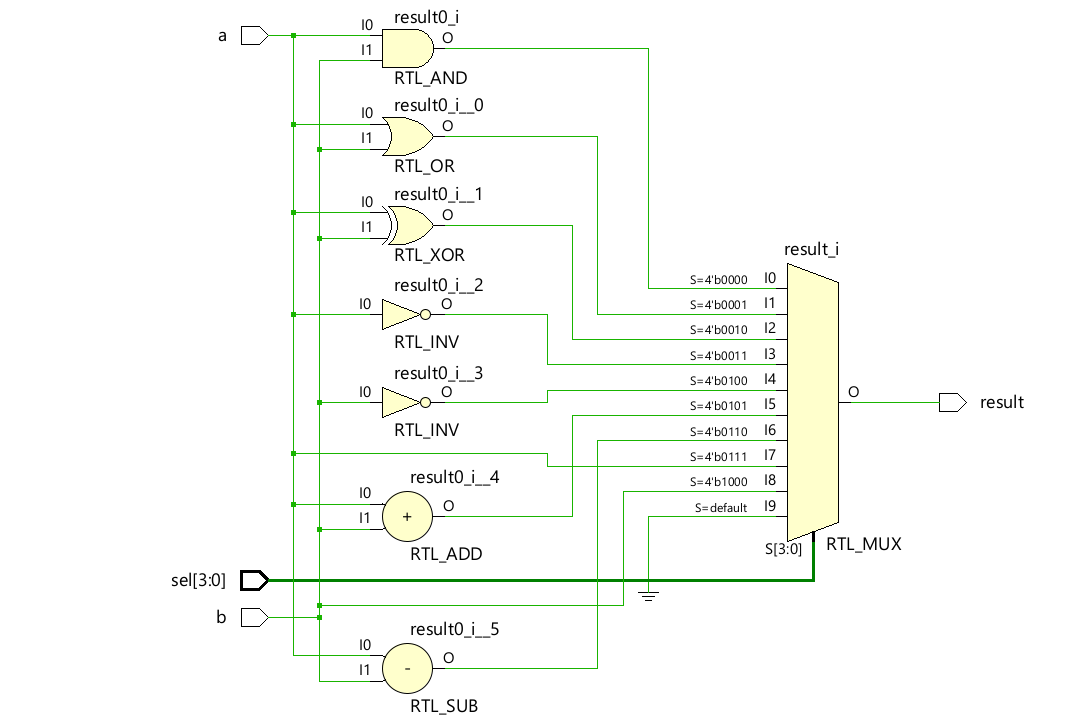 result0_i
a
I0
O
I1
RTL_AND
result0_i__0
I0
O
I1
RTL_OR
result0_i__1
I0
O
I1
RTL_XOR
result_i
result0_i__2
S=4'b0000 I0
I0
O
S=4'b0001 I1
S=4'b0010 I2
RTL_INV
S=4'b0011 I3
result0_i__3
S=4'b0100 I4
I0
O
O
result
S=4'b0101 I5
RTL_INV
S=4'b0110 I6
S=4'b0111 I7
result0_i__4
S=4'b1000 I8
I0
O
S=default I9
I1
+
RTL_ADD
S[3:0]
RTL_MUX
sel[3:0]
b
result0_i__5
I0
O
I1
-
RTL_SUB